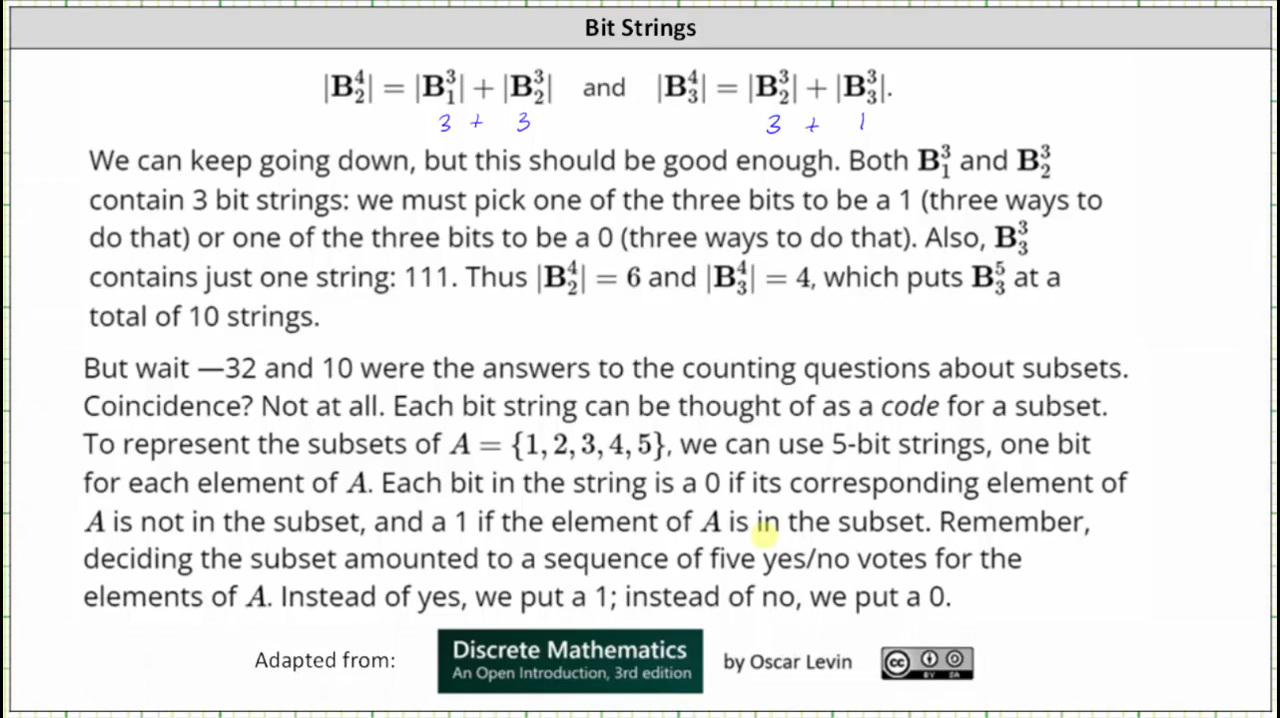 Bit Strings
|B₂⁴| = |B₁³| + |B₂³| and |B₃⁴| = |B₂³| + |B₃³|.
3 + 3 3 + 1
We can keep going down, but this should be good enough. Both B₁³ and B₂³
contain 3 bit strings: we must pick one of the three bits to be a 1 (three ways to
do that) or one of the three bits to be a 0 (three ways to do that). Also, B₃³
contains just one string: 111. Thus |B₂⁴| = 6 and |B₃⁴| = 4, which puts B₃⁵ at a
total of 10 strings.
But wait —32 and 10 were the answers to the counting questions about subsets.
Coincidence? Not at all. Each bit string can be thought of as a code for a subset.
To represent the subsets of A = {1, 2, 3, 4, 5}, we can use 5-bit strings, one bit
for each element of A. Each bit in the string is a 0 if its corresponding element of
A is not in the subset, and a 1 if the element of A is in the subset. Remember,
deciding the subset amounted to a sequence of five yes/no votes for the
elements of A. Instead of yes, we put a 1; instead of no, we put a 0.
Adapted from: Discrete Mathematics by Oscar Levin
An Open Introduction, 3rd edition
cc BY SA